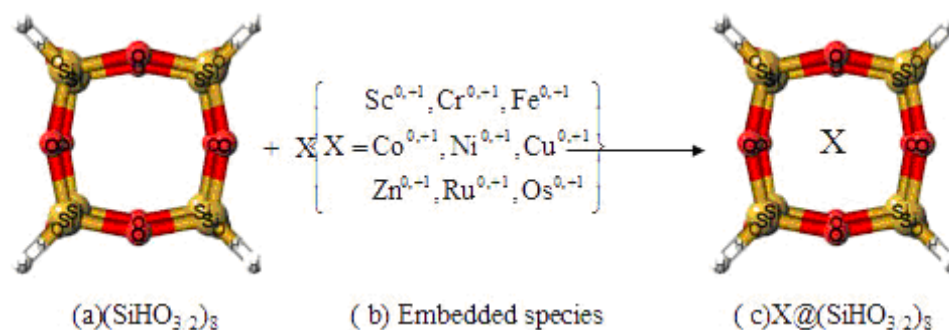 Sc⁰,⁺¹, Cr⁰,⁺¹, Fe⁰,⁺¹
+ X { X = Co⁰,⁺¹, Ni⁰,⁺¹, Cu⁰,⁺¹ } X
Zn⁰,⁺¹, Ru⁰,⁺¹, Os⁰,⁺¹
(a)(SiHO₃/₂)₈ ( b) Embedded species ( c)X@(SiHO₃/₂)₈